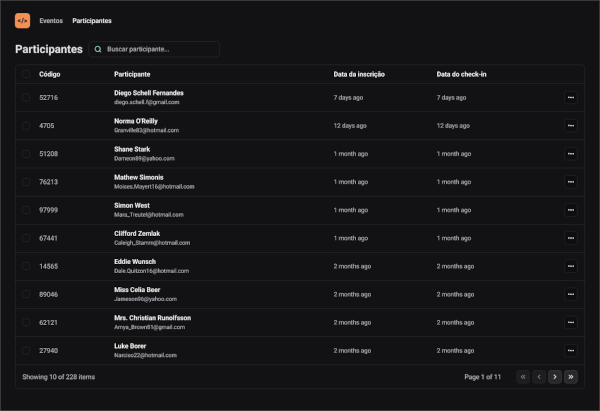 </>
Eventos Participantes
Participantes
Buscar participante...
Código Participante Data da inscrição Data do check-in
52716 Diego Schell Fernandes 7 days ago 7 days ago
diego.schell.f@gmail.com
4705 Norma O'Reilly 12 days ago 12 days ago
Granville83@hotmail.com
51208 Shane Stark 1 month ago 1 month ago
Dameon89@yahoo.com
76213 Mathew Simonis 1 month ago 1 month ago
Moises.Mayert16@hotmail.com
97999 Simon West 1 month ago 1 month ago
Mara_Treutel@hotmail.com
67441 Clifford Zemlak 1 month ago 1 month ago
Caleigh_Stamm@hotmail.com
14565 Eddie Wunsch 2 months ago 2 months ago
Dale.Quitzon16@hotmail.com
89046 Miss Celia Beer 2 months ago 2 months ago
Jameson96@yahoo.com
62121 Mrs. Christian Runolfsson 2 months ago 2 months ago
Amya_Brown81@gmail.com
27940 Luke Borer 2 months ago 2 months ago
Narciso22@hotmail.com
Showing 10 of 228 items Page 1 of 11